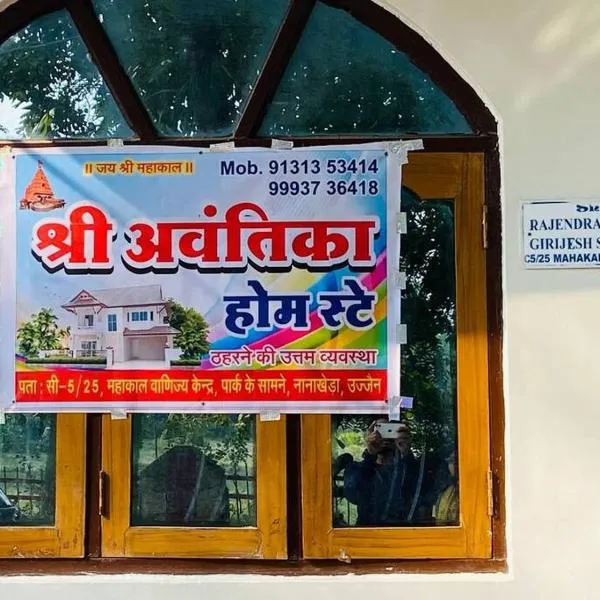 ॥ जय श्री महाकाल ॥
Mob. 91313 53414
99937 36418
श्री अवंतिका
होम स्टे
ठहरने की उत्तम व्यवस्था
पता : सी-5/25, महाकाल वाणिज्य केन्द्र, पार्क के सामने, नानाखेड़ा, उज्जैन
RAJENDRA
GIRIJESH S
C5/25 MAHAKA